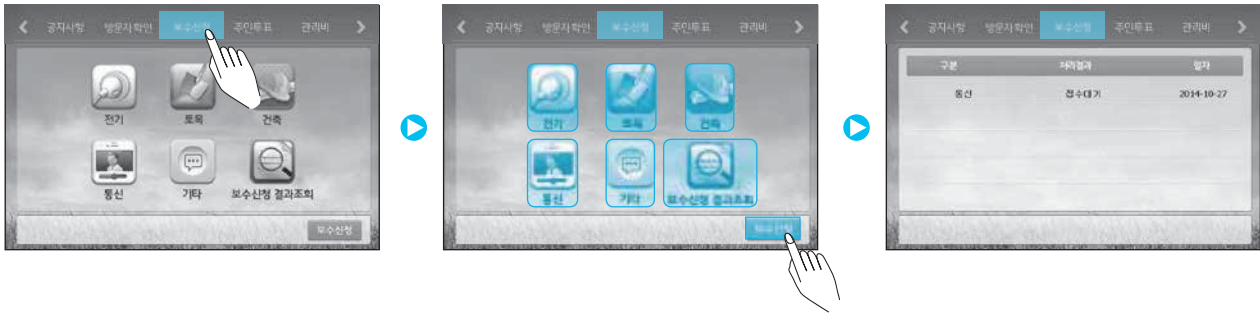 공지사항 방문자확인 보수신청 주민투표 관리비
전기 토목 건축
통신 기타 보수신청 결과조회
보수신청
공지사항 방문자확인 보수신청 주민투표 관리비
전기 토목 건축
통신 기타 보수신청 결과조회
보수신청
공지사항 방문자확인 보수신청 주민투표 관리비
구분 처리결과 일자
통신 접수대기 2014-10-27